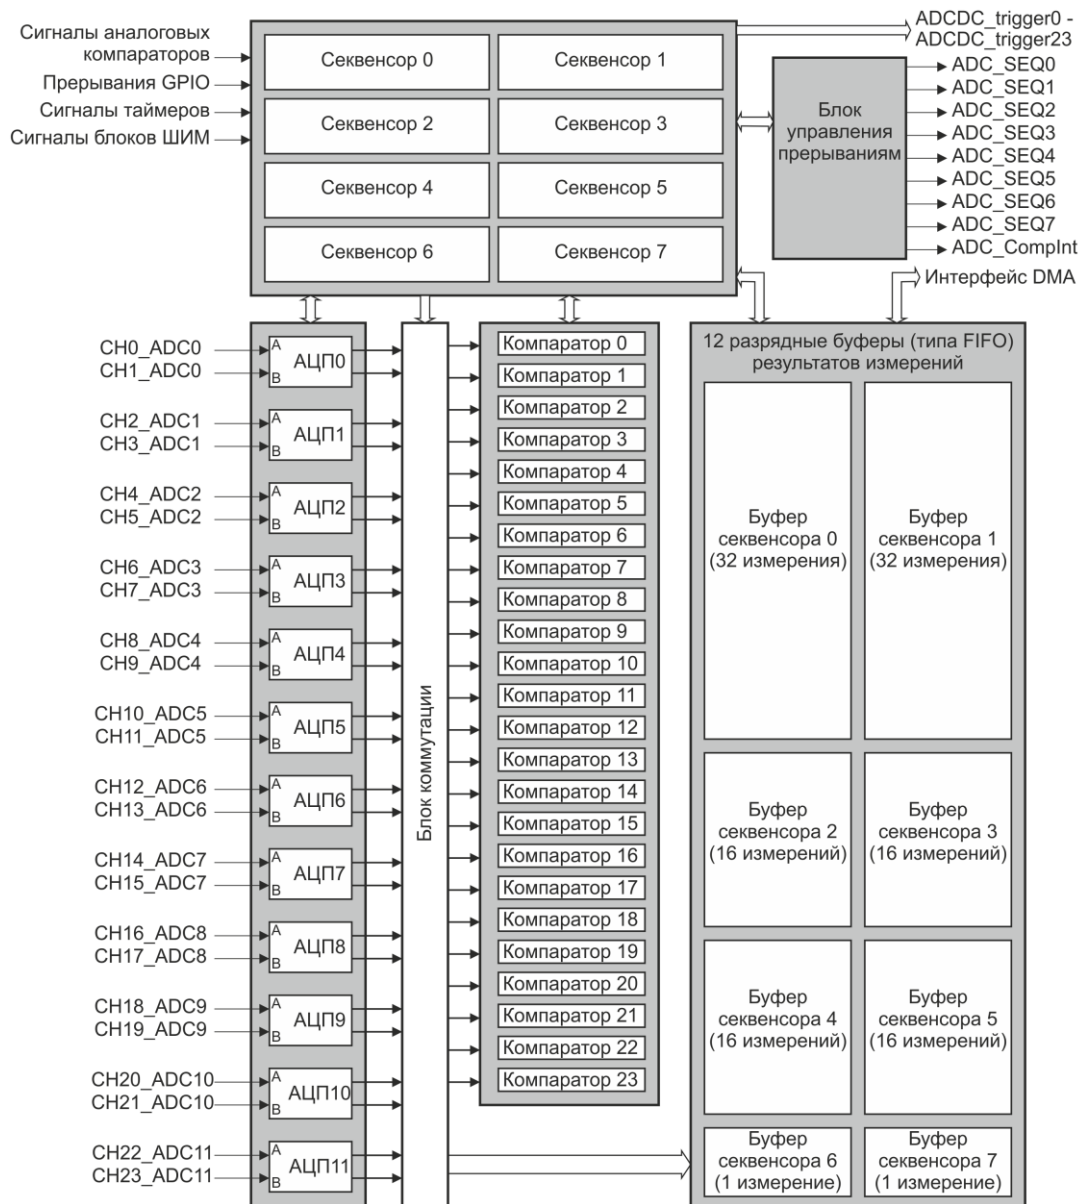 Сигналы аналоговых
компараторов
Прерывания GPIO
Сигналы таймеров
Сигналы блоков ШИМ
Секвенсор 0
Секвенсор 1
Секвенсор 2
Секвенсор 3
Секвенсор 4
Секвенсор 5
Секвенсор 6
Секвенсор 7
ADCDC_trigger0 -
ADCDC_trigger23
Блок
управления
прерываниям
ADC_SEQ0
ADC_SEQ1
ADC_SEQ2
ADC_SEQ3
ADC_SEQ4
ADC_SEQ5
ADC_SEQ6
ADC_SEQ7
ADC_CompInt
Интерфейс DMA
CH0_ADC0
CH1_ADC0
A
B
АЦП0
CH2_ADC1
CH3_ADC1
A
B
АЦП1
CH4_ADC2
CH5_ADC2
A
B
АЦП2
CH6_ADC3
CH7_ADC3
A
B
АЦП3
CH8_ADC4
CH9_ADC4
A
B
АЦП4
CH10_ADC5
CH11_ADC5
A
B
АЦП5
CH12_ADC6
CH13_ADC6
A
B
АЦП6
CH14_ADC7
CH15_ADC7
A
B
АЦП7
CH16_ADC8
CH17_ADC8
A
B
АЦП8
CH18_ADC9
CH19_ADC9
A
B
АЦП9
CH20_ADC10
CH21_ADC10
A
B
АЦП10
CH22_ADC11
CH23_ADC11
A
B
АЦП11
Блок коммутации
Компаратор 0
Компаратор 1
Компаратор 2
Компаратор 3
Компаратор 4
Компаратор 5
Компаратор 6
Компаратор 7
Компаратор 8
Компаратор 9
Компаратор 10
Компаратор 11
Компаратор 12
Компаратор 13
Компаратор 14
Компаратор 15
Компаратор 16
Компаратор 17
Компаратор 18
Компаратор 19
Компаратор 20
Компаратор 21
Компаратор 22
Компаратор 23
12 разрядные буферы (типа FIFO)
результатов измерений
Буфер
секвенсора 0
(32 измерения)
Буфер
секвенсора 1
(32 измерения)
Буфер
секвенсора 2
(16 измерений)
Буфер
секвенсора 3
(16 измерений)
Буфер
секвенсора 4
(16 измерений)
Буфер
секвенсора 5
(16 измерений)
Буфер
секвенсора 6
(1 измерение)
Буфер
секвенсора 7
(1 измерение)